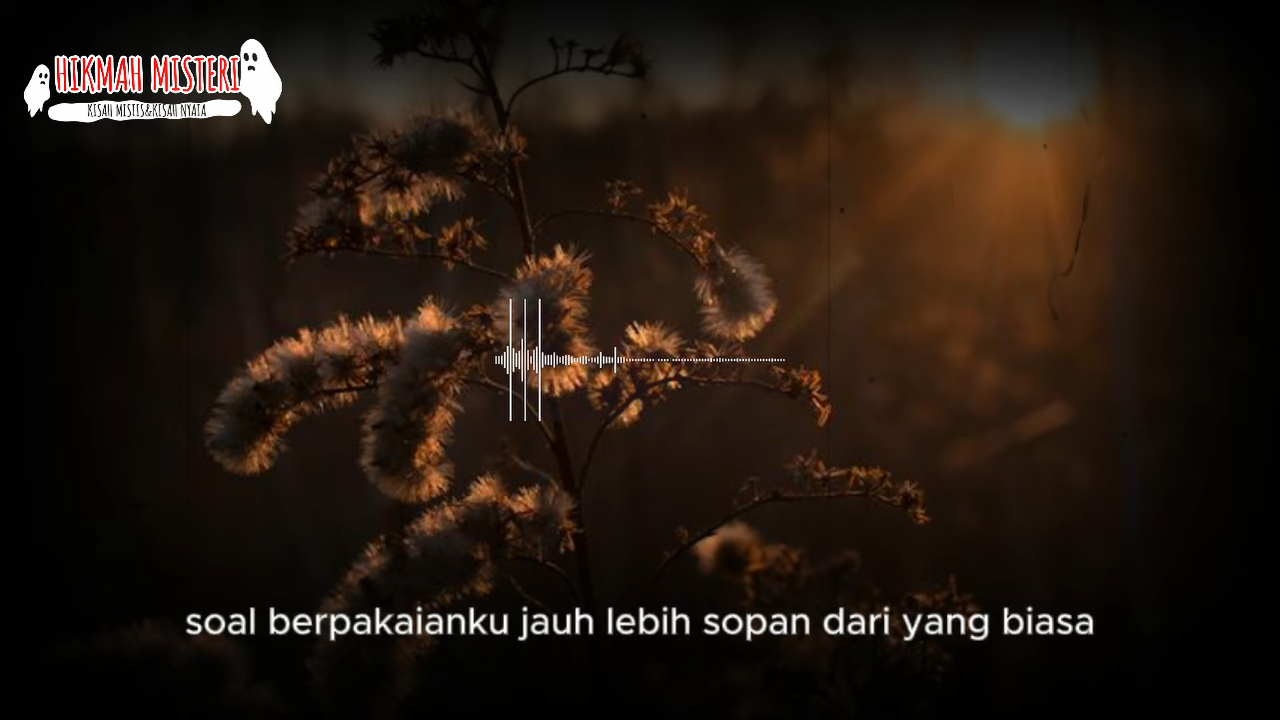 HIKMAH MISTERI
KISAH MISTIS&KISAH NYATA
soal berpakaianku jauh lebih sopan dari yang biasa